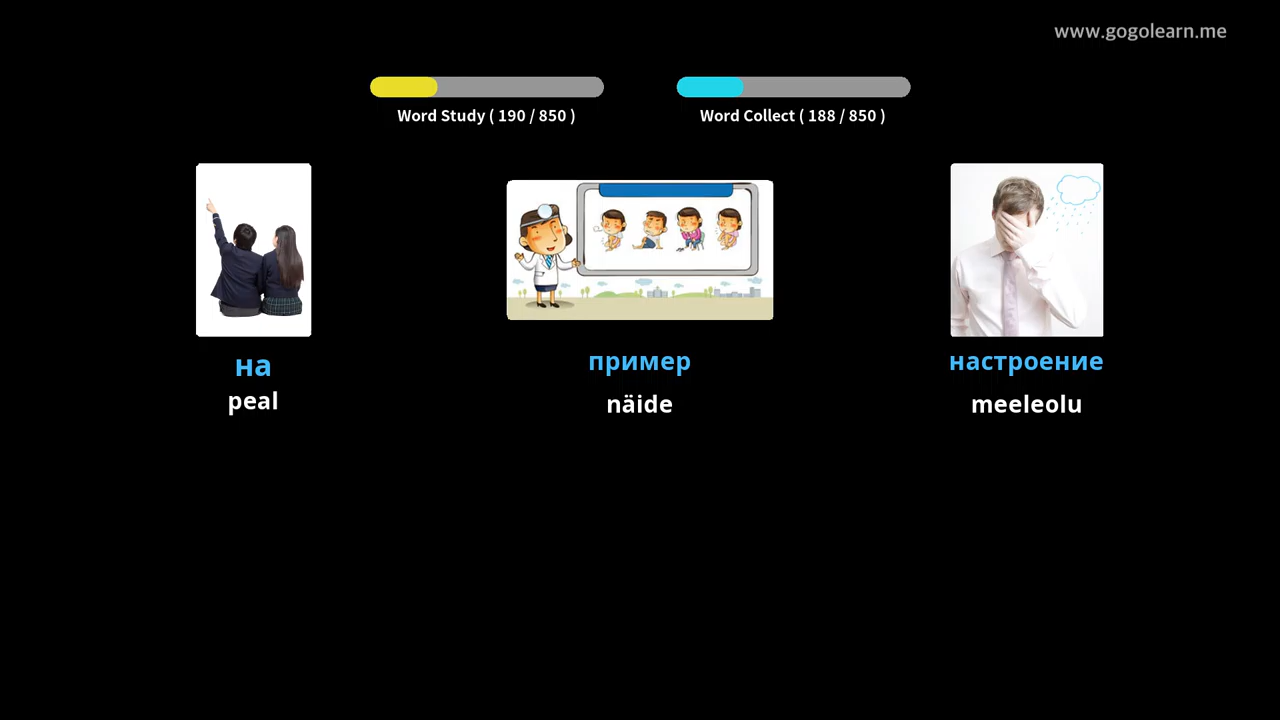 www.gogolearn.me
Word Study ( 190 / 850 )
Word Collect ( 188 / 850 )
на
peal
пример
näide
настроение
meeleolu